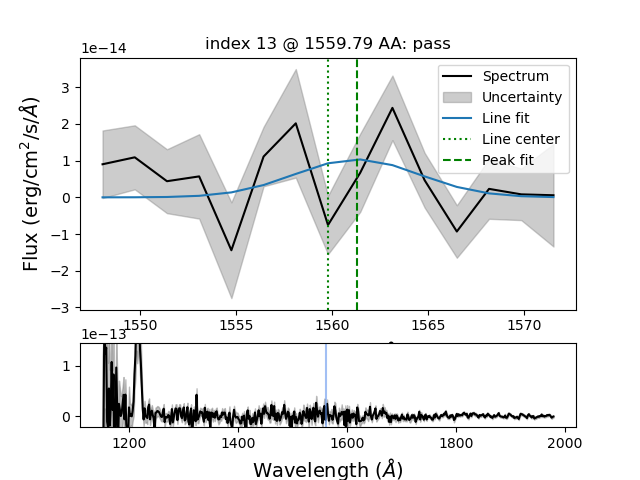 index 13 @ 1559.79 AA: pass
1e−14
Flux (erg/cm²/s/Å)
3
2
1
0
−1
−2
−3
Spectrum
Uncertainty
Line fit
Line center
Peak fit
1550
1555
1560
1565
1570
1e−13
1
0
1200
1400
1600
1800
2000
Wavelength (Å)